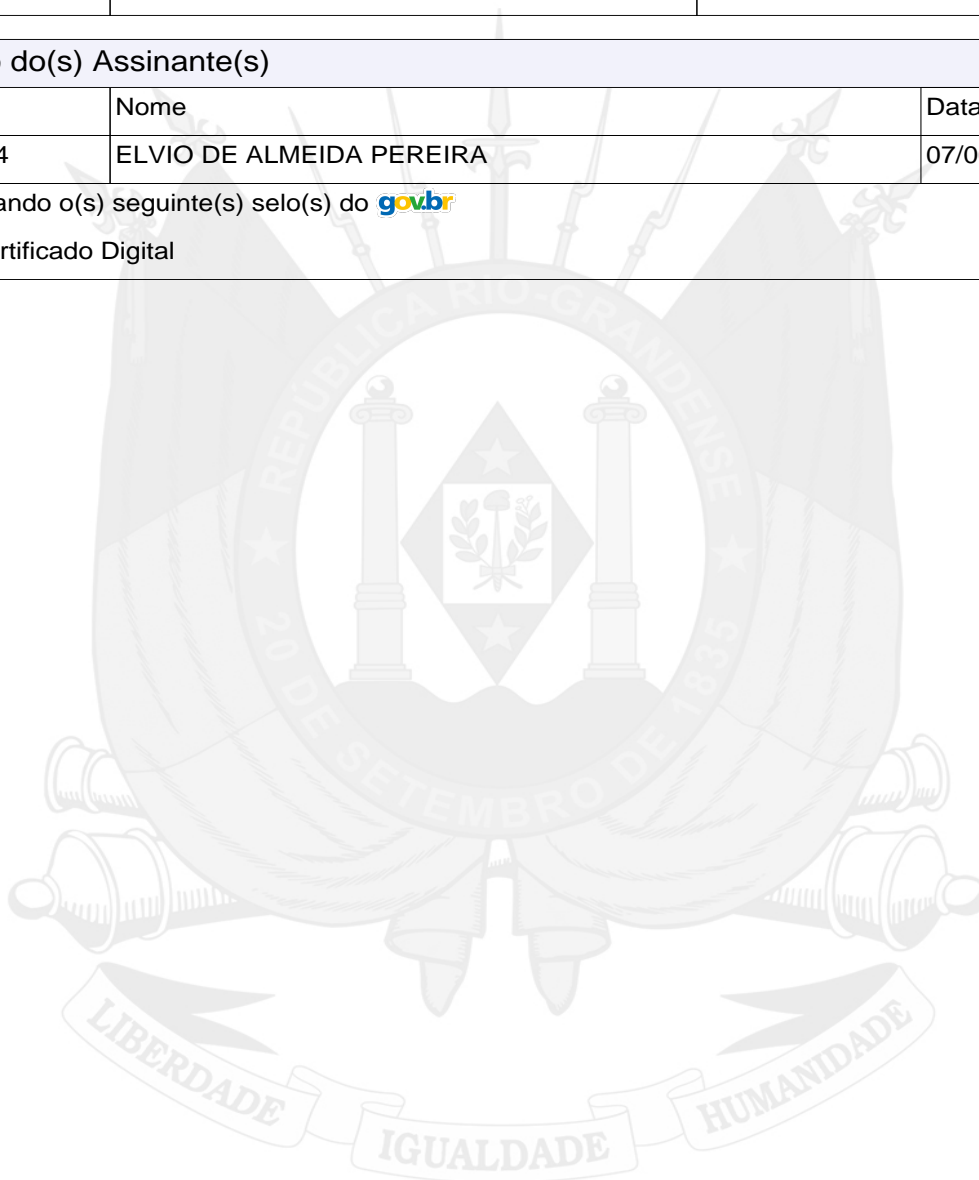 do(s) Assinante(s)
Nome
Data
4
ELVIO DE ALMEIDA PEREIRA
07/0
ando o(s) seguinte(s) selo(s) do gov.br
rtificado Digital
REPÚBLICA RIO-GRANDENSE
20 DE SETEMBRO DE 1835
LIBERDADE
IGUALDADE
HUMANIDADE